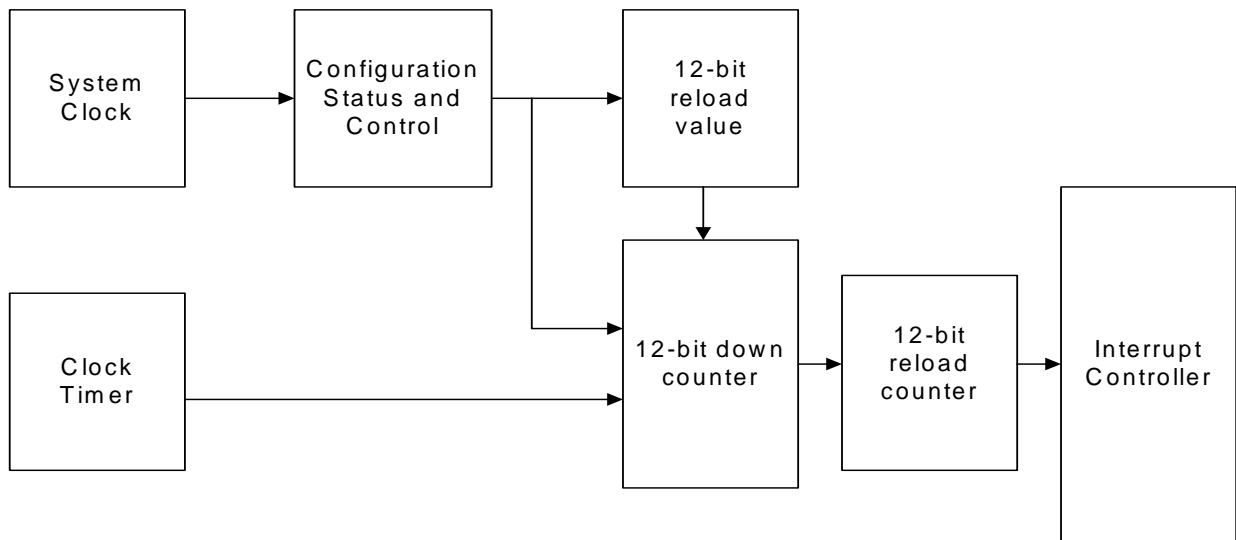 System
Clock
Configuration
Status and
Control
12-bit
reload
value
Clock
Timer
12-bit down
counter
12-bit
reload
counter
Interrupt
Controller